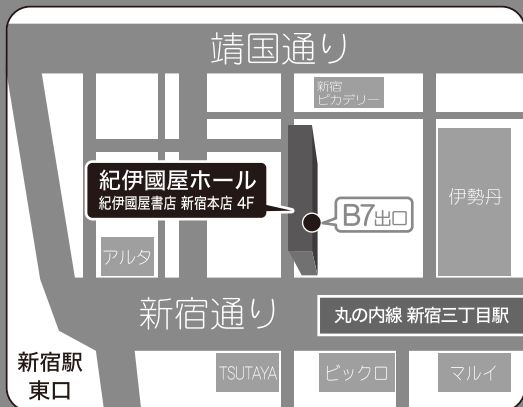 靖国通り
新宿
ピカデリー
紀伊國屋ホール
紀伊國屋書店 新宿本店 4F
B7出口
伊勢丹
アルタ
新宿通り
丸の内線 新宿三丁目駅
新宿駅
東口
TSUTAYA
ビックロ
マルイ